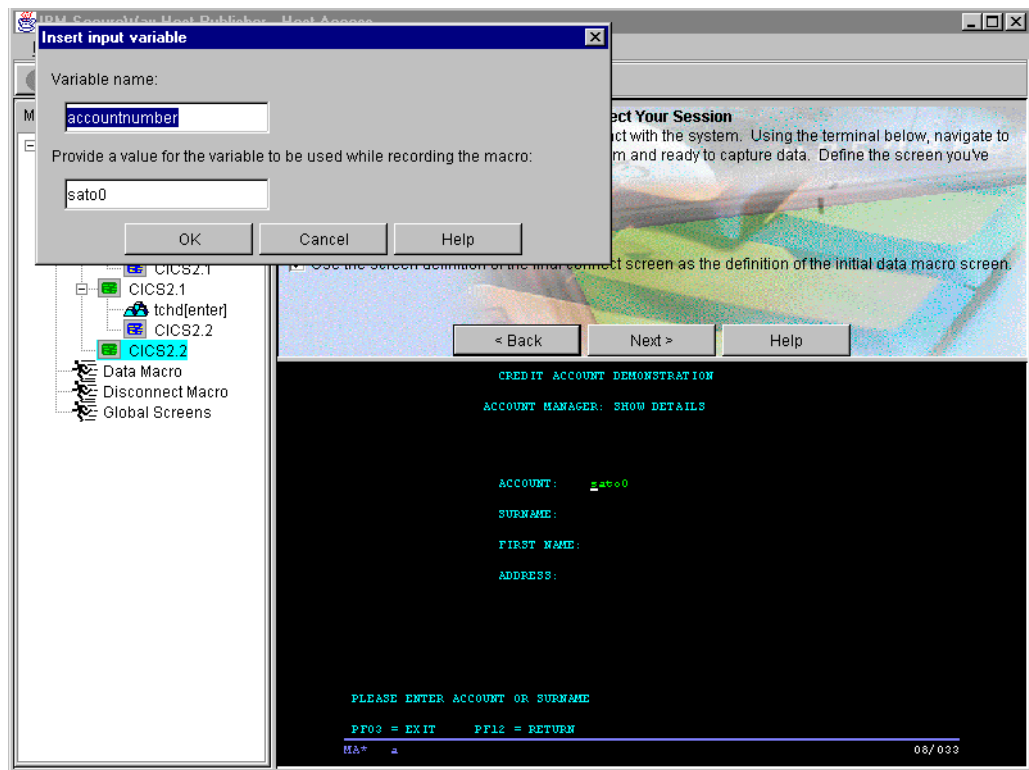 Host Access
Insert input variable
Variable name:
accountnumber
Provide a value for the variable to be used while recording the macro:
sato0
OK
Cancel
Help
M
ect Your Session
ct with the system. Using the terminal below, navigate to
m and ready to capture data. Define the screen you've
Use the screen definition of the final connect screen as the definition of the initial data macro screen.
< Back
Next >
Help
CICS2.1
CICS2.1
tchd[enter]
CICS2.2
CICS2.2
Data Macro
Disconnect Macro
Global Screens
CREDIT ACCOUNT DEMONSTRATION
ACCOUNT MANAGER: SHOW DETAILS
ACCOUNT: sato0
SURNAME:
FIRST NAME:
ADDRESS:
PLEASE ENTER ACCOUNT OR SURNAME
PF03 = EXIT PF12 = RETURN
MA* a 08/033